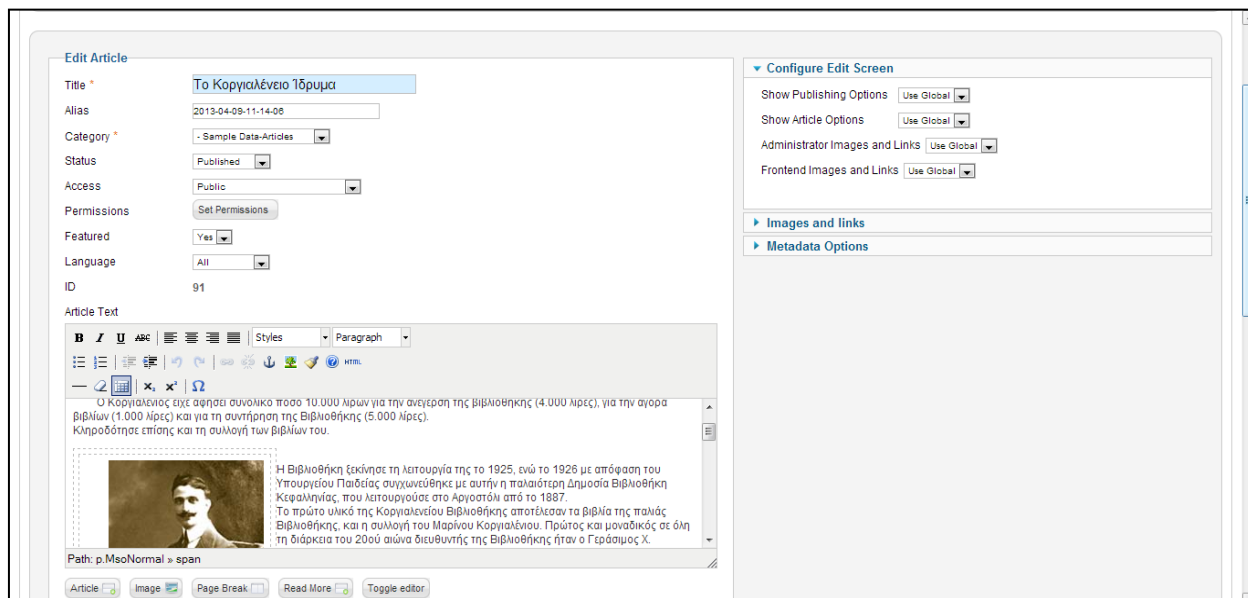 Edit Article
Title * Το Κοργιαλένειο Ίδρυμα
Alias 2013-04-09-11-14-06
Category * - Sample Data-Articles
Status Published
Access Public
Permissions Set Permissions
Featured Yes
Language All
ID 91
Article Text
B I U ABC Styles Paragraph
HTML
x₂ x² Ω
Ο Κοργιαλένιος είχε αφήσει συνολικό ποσό 10.000 λιρών για την ανέγερση της βιβλιοθήκης (4.000 λίρες), για την αγορά
βιβλίων (1.000 λίρες) και για τη συντήρηση της Βιβλιοθήκης (5.000 λίρες).
Κληροδότησε επίσης και τη συλλογή των βιβλίων του.
Η Βιβλιοθήκη ξεκίνησε τη λειτουργία της το 1925, ενώ το 1926 με απόφαση του
Υπουργείου Παιδείας συγχωνεύθηκε με αυτήν η παλαιότερη Δημοσία Βιβλιοθήκη
Κεφαλληνίας, που λειτουργούσε στο Αργοστόλι από το 1887.
Το πρώτο υλικό της Κοργιαλενείου Βιβλιοθήκης αποτέλεσαν τα βιβλία της παλιάς
Βιβλιοθήκης, και η συλλογή του Μαρίνου Κοργιαλένιου. Πρώτος και μοναδικός σε όλη
τη διάρκεια του 20ού αιώνα διευθυντής της Βιβλιοθήκης ήταν ο Γεράσιμος Χ.
Path: p.MsoNormal » span
Article Image Page Break Read More Toggle editor
Configure Edit Screen
Show Publishing Options Use Global
Show Article Options Use Global
Administrator Images and Links Use Global
Frontend Images and Links Use Global
Images and links
Metadata Options